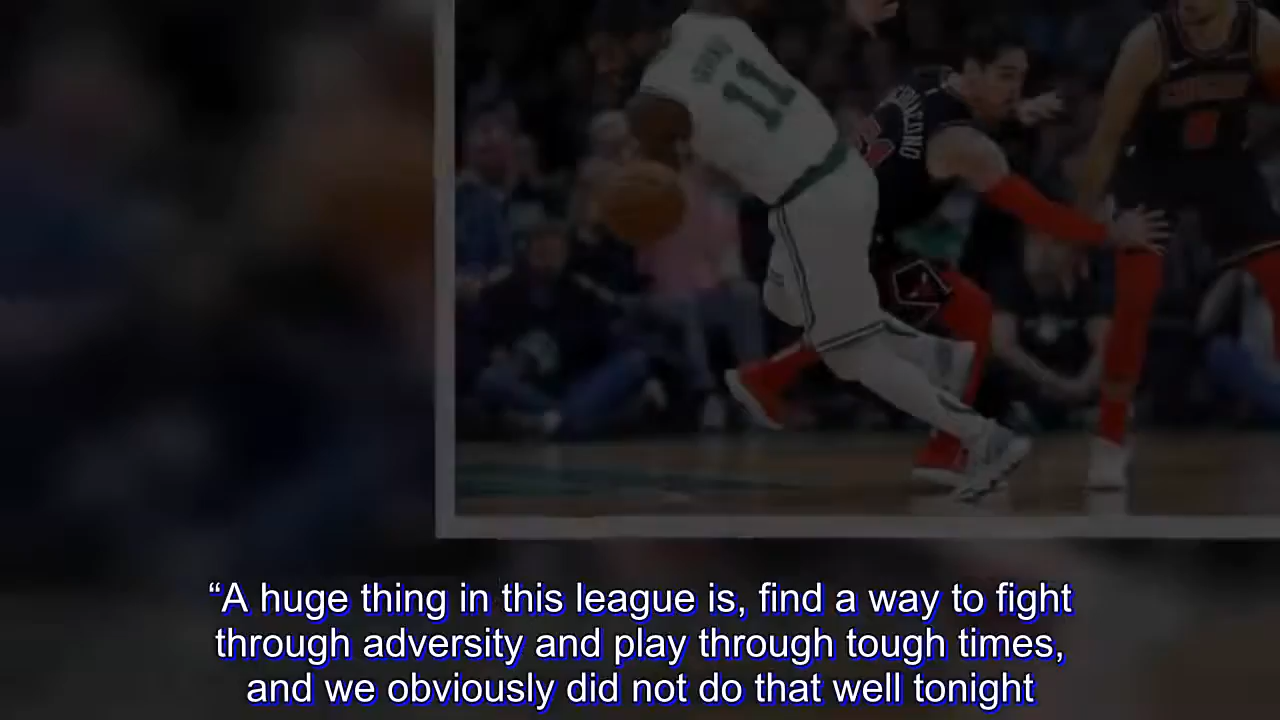 11
“A huge thing in this league is, find a way to fight
through adversity and play through tough times,
and we obviously did not do that well tonight